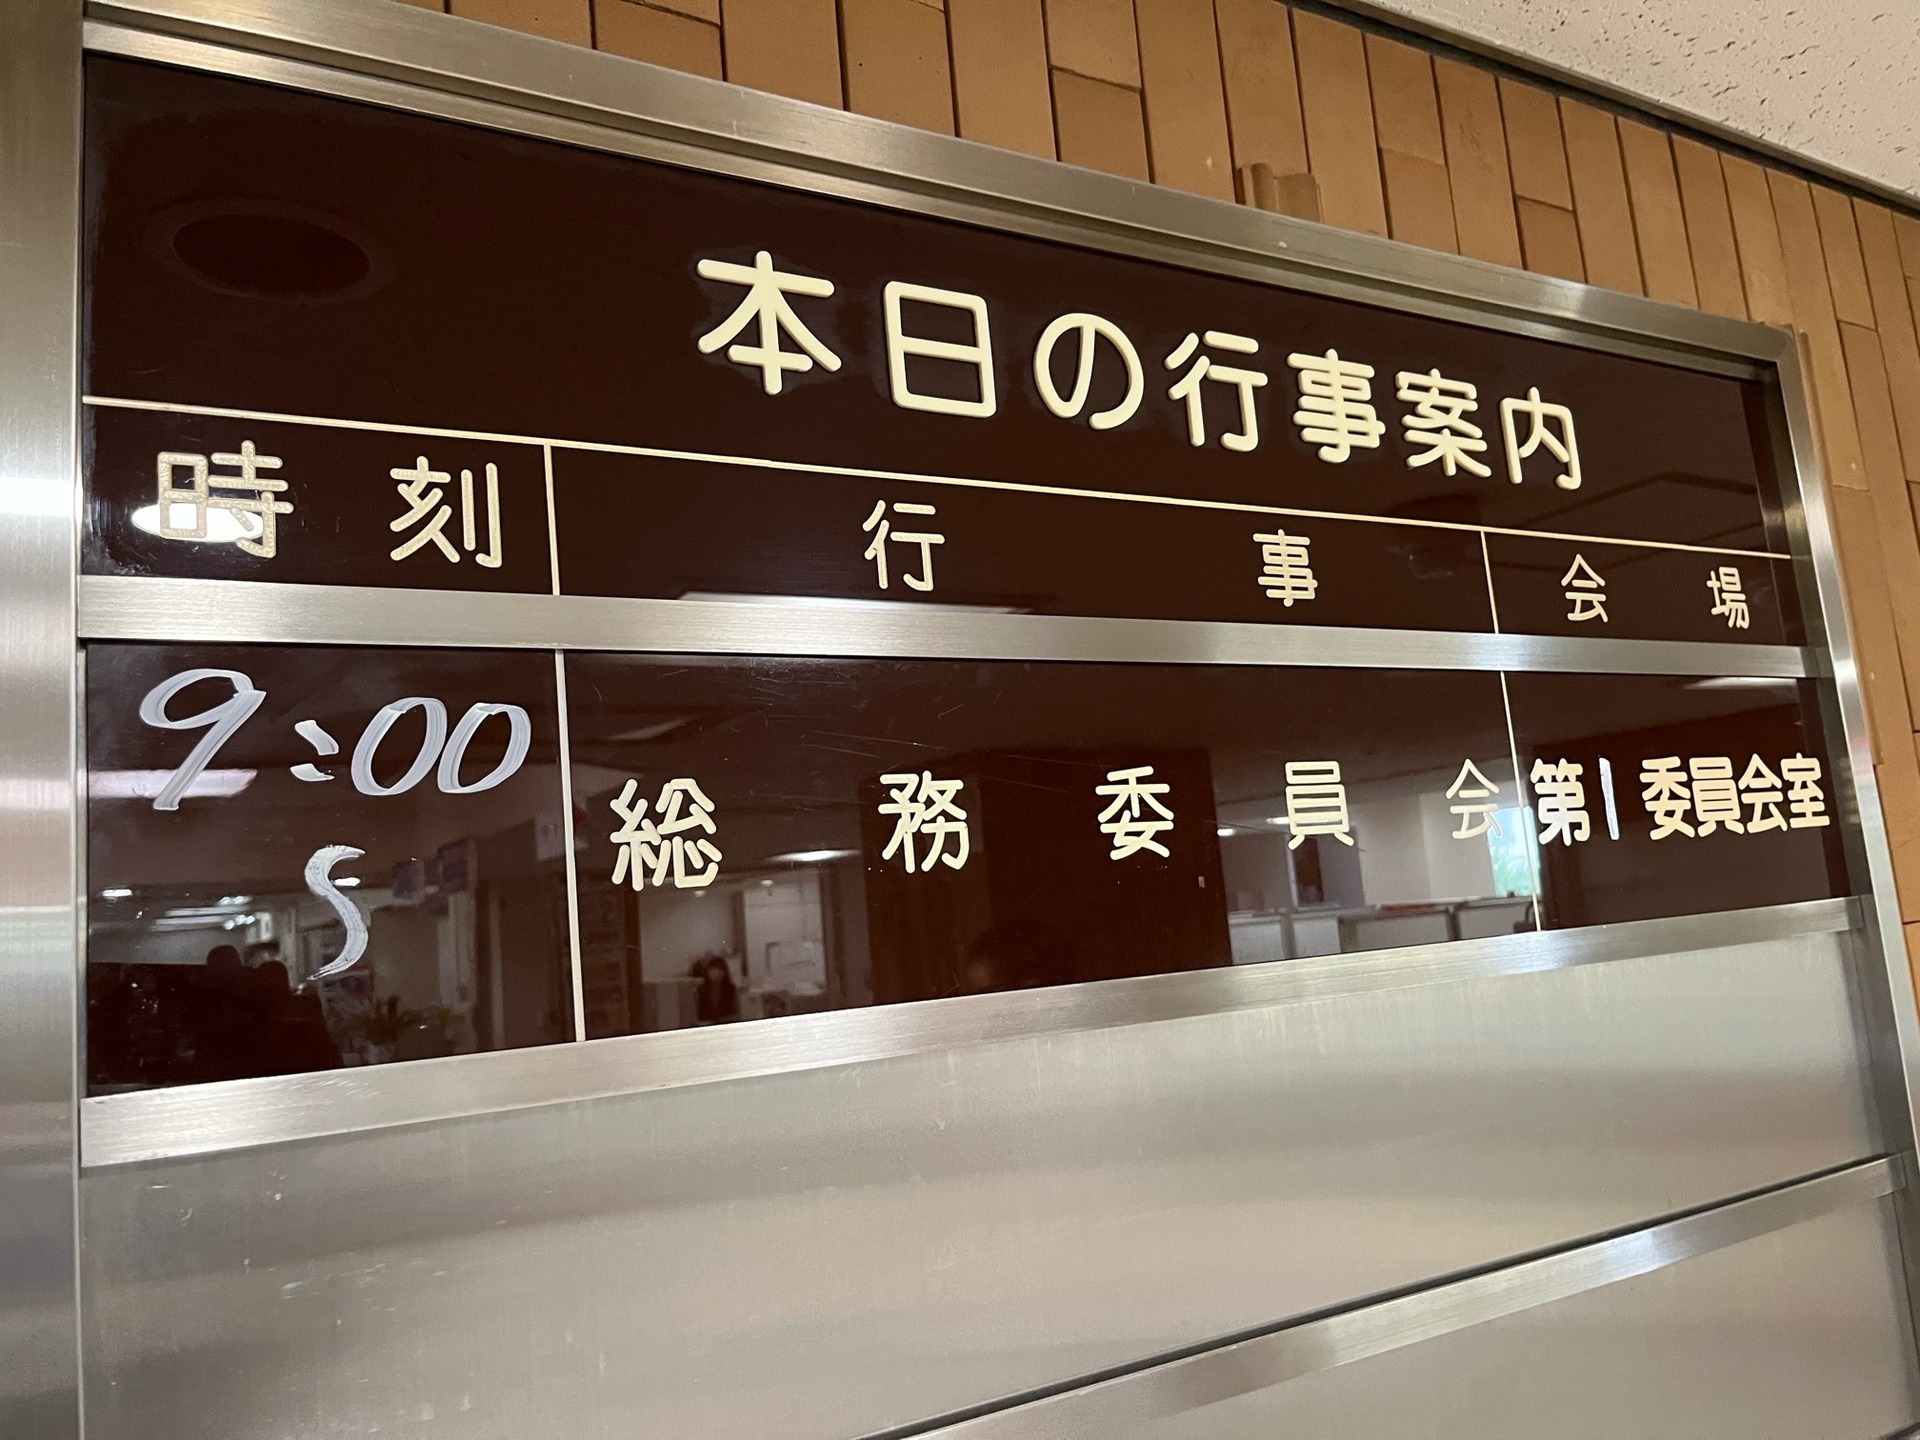 本日の行事案内
時刻 行事 会場
9:00 総務委員会 第1委員会室
〜